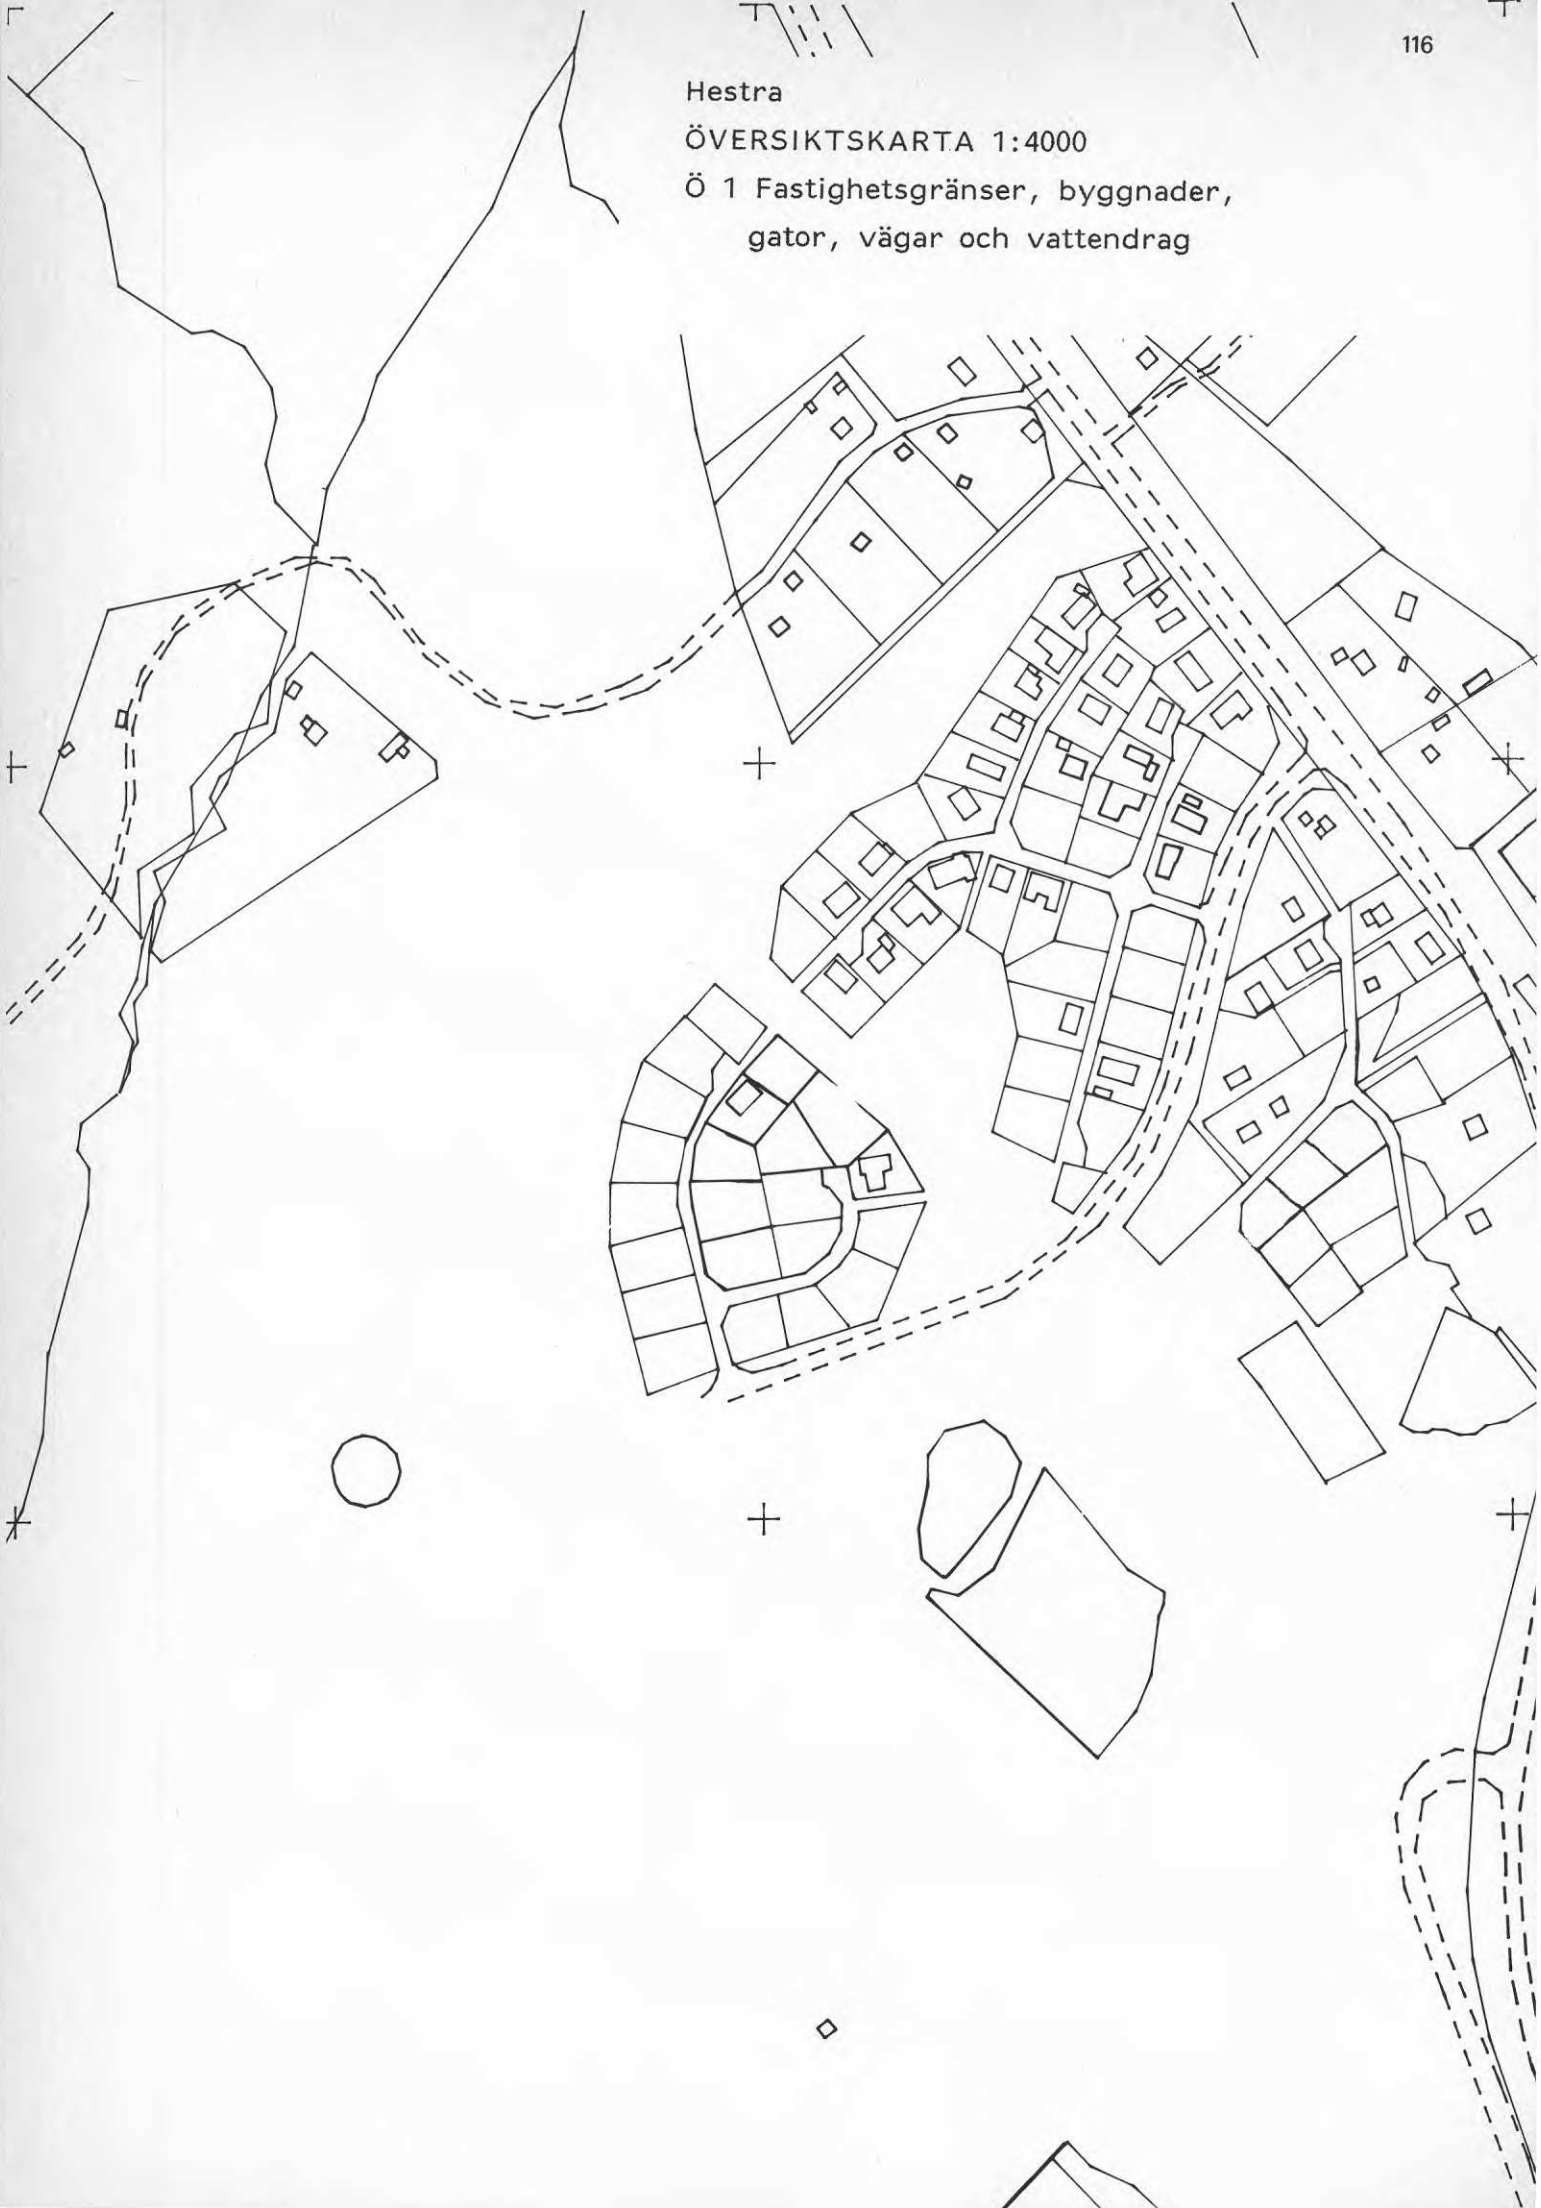 116
Hestra
ÖVERSIKTSKARTA 1:4000
Ö 1 Fastighetsgränser, byggnader,
gator, vägar och vattendrag